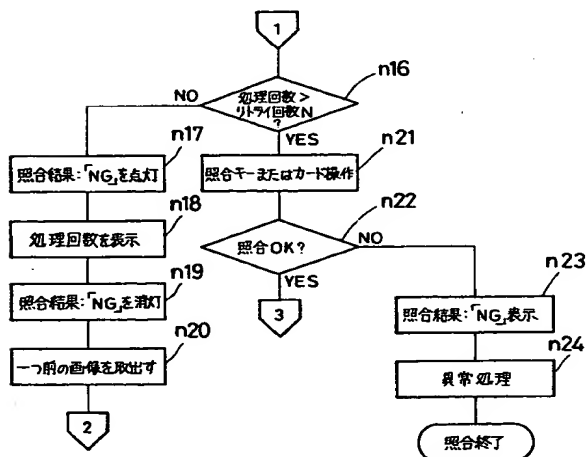 1
n16
処理回数>
リトライ回数N
?
NO
YES
n17
照合結果:「NG」を点灯
n21
照合キーまたはカード操作
n18
処理回数を表示
n22
照合OK?
NO
YES
3
n19
照合結果:「NG」を消灯
n20
一つ前の画像を取出す
2
n23
照合結果:「NG」表示
n24
異常処理
照合終了